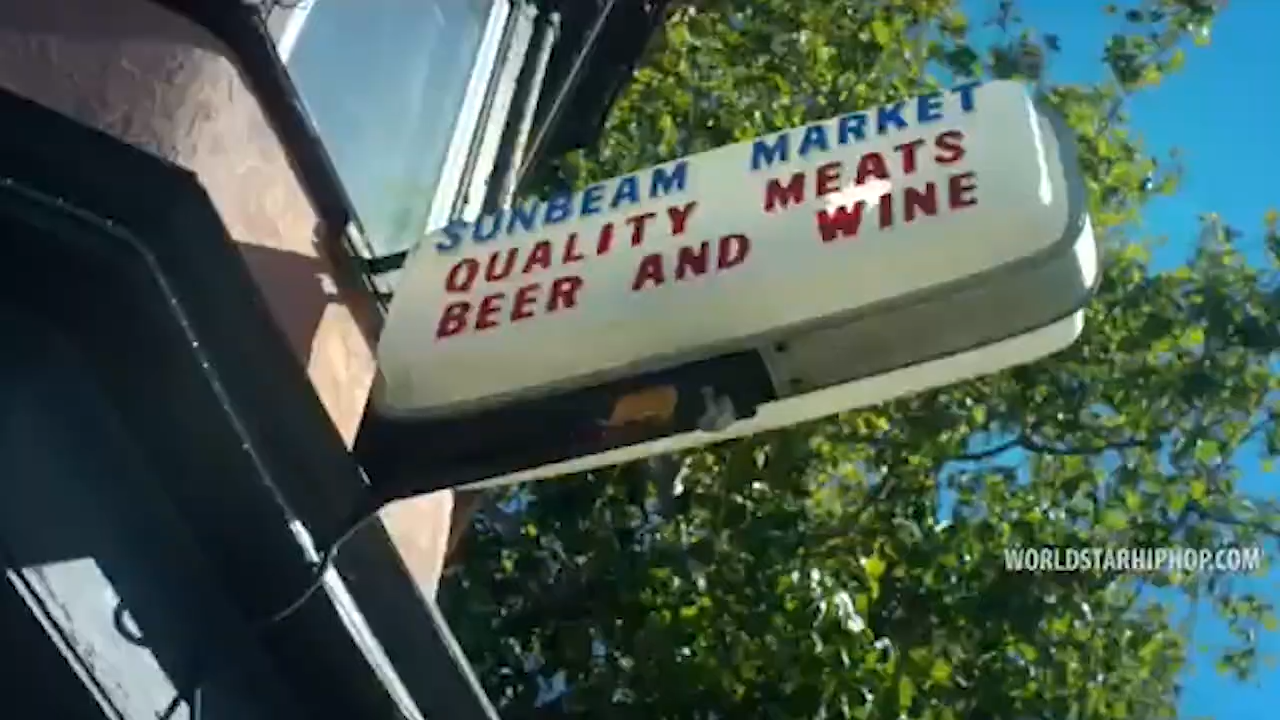 SUNBEAM MARKET
QUALITY MEATS
BEER AND WINE
WORLDSTARHIPHOP.COM